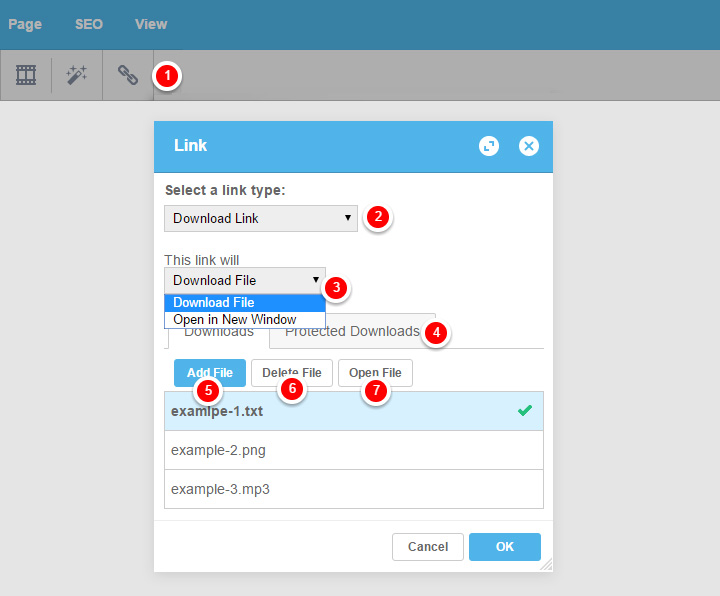 Page SEO View
1
Link
Select a link type:
Download Link 2
This link will
Download File 3
Download File
Open in New Window
Downloads Protected Downloads 4
Add File Delete File Open File
5 6 7
examlpe-1.txt
example-2.png
example-3.mp3
Cancel OK